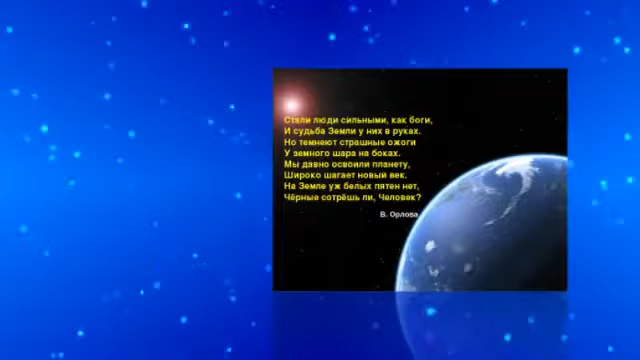 Стали люди сильными, как боги,
И судьба Земли у них в руках.
Но темнеют страшные ожоги
У земного шара на боках.
Мы давно освоили планету,
Широко шагает новый век.
На Земле уж белых пятен нет,
Чёрные сотрёшь ли, Человек?
В. Орлова